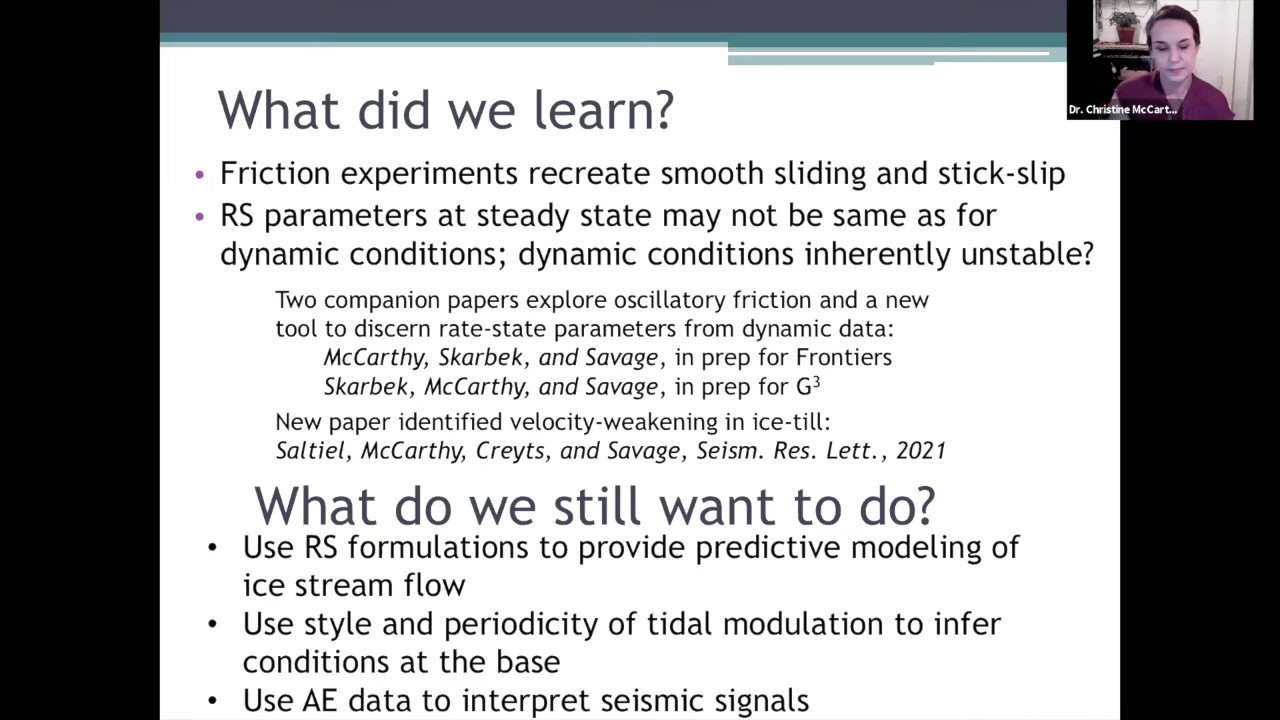 Dr. Christine McCart...
What did we learn?
• Friction experiments recreate smooth sliding and stick-slip
• RS parameters at steady state may not be same as for
dynamic conditions; dynamic conditions inherently unstable?
Two companion papers explore oscillatory friction and a new
tool to discern rate-state parameters from dynamic data:
McCarthy, Skarbek, and Savage, in prep for Frontiers
Skarbek, McCarthy, and Savage, in prep for G³
New paper identified velocity-weakening in ice-till:
Saltiel, McCarthy, Creyts, and Savage, Seism. Res. Lett., 2021
What do we still want to do?
• Use RS formulations to provide predictive modeling of
ice stream flow
• Use style and periodicity of tidal modulation to infer
conditions at the base
• Use AE data to interpret seismic signals